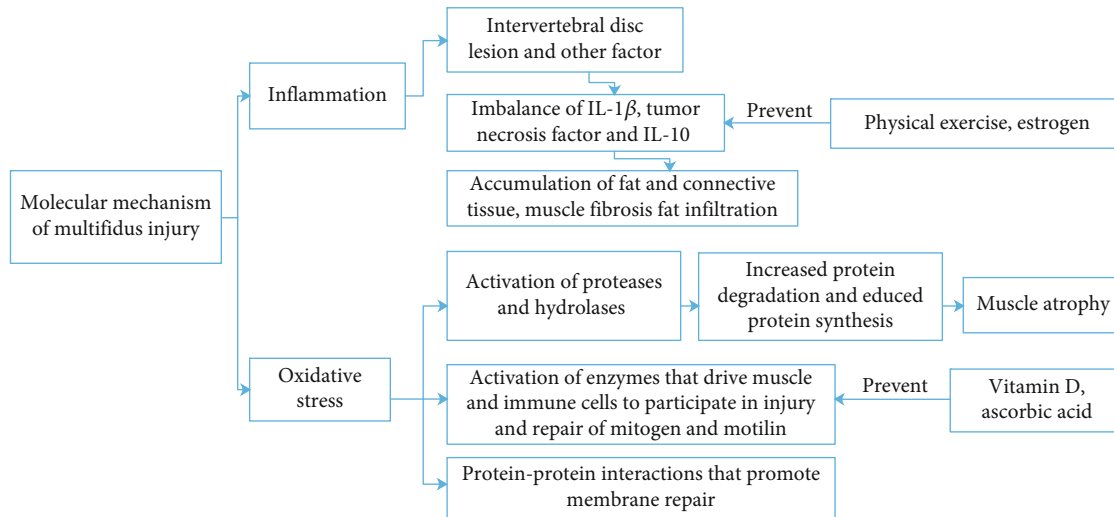 Intervertebral disc
lesion and other factor
Inflammation
Imbalance of IL-1β, tumor
necrosis factor and IL-10
Prevent
Physical exercise, estrogen
Molecular mechanism
of multifidus injury
Accumulation of fat and connective
tissue, muscle fibrosis fat infiltration
Activation of proteases
and hydrolases
Increased protein
degradation and educed
protein synthesis
Muscle atrophy
Oxidative
stress
Activation of enzymes that drive muscle
and immune cells to participate in injury
and repair of mitogen and motilin
Prevent
Vitamin D,
ascorbic acid
Protein-protein interactions that promote
membrane repair